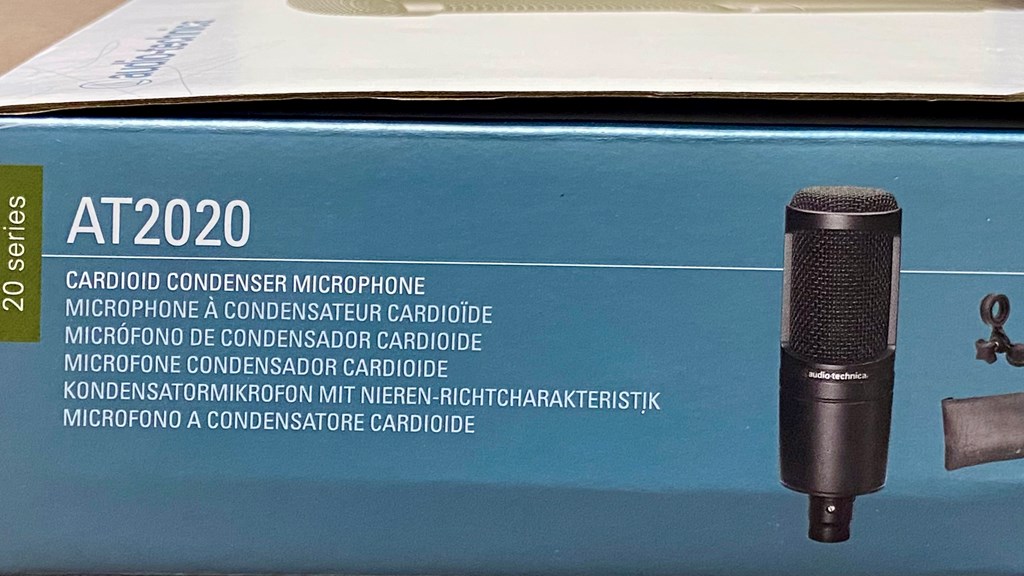 audio-technica
20 series
AT2020
CARDIOID CONDENSER MICROPHONE
MICROPHONE À CONDENSATEUR CARDIOÏDE
MICRÓFONO DE CONDENSADOR CARDIOIDE
MICROFONE CONDENSADOR CARDIOIDE
KONDENSATORMIKROFON MIT NIEREN-RICHTCHARAKTERISTIK
MICROFONO A CONDENSATORE CARDIOIDE
audio-technica